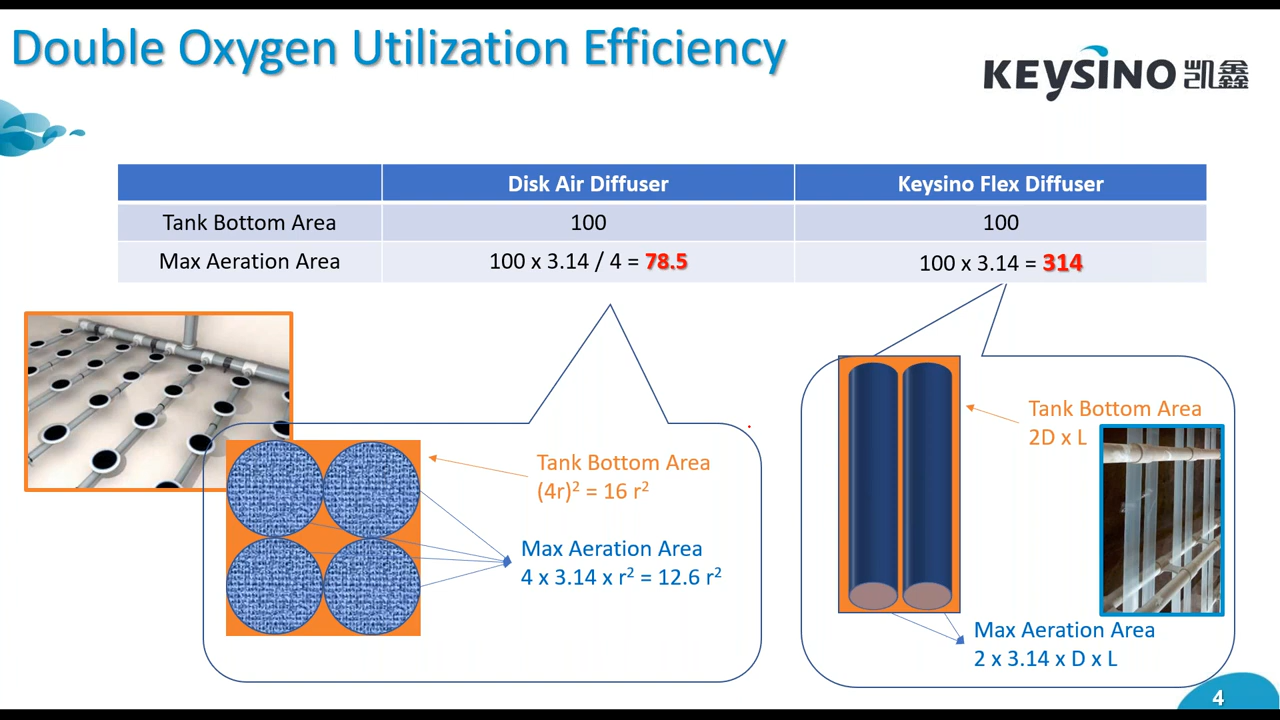 Double Oxygen Utilization Efficiency
KEYSINO 凯鑫
Disk Air Diffuser
Keysino Flex Diffuser
Tank Bottom Area
100
100
Max Aeration Area
100 x 3.14 / 4 = 78.5
100 x 3.14 = 314
Tank Bottom Area
(4r)² = 16 r²
Max Aeration Area
4 x 3.14 x r² = 12.6 r²
Tank Bottom Area
2D x L
Max Aeration Area
2 x 3.14 x D x L
4